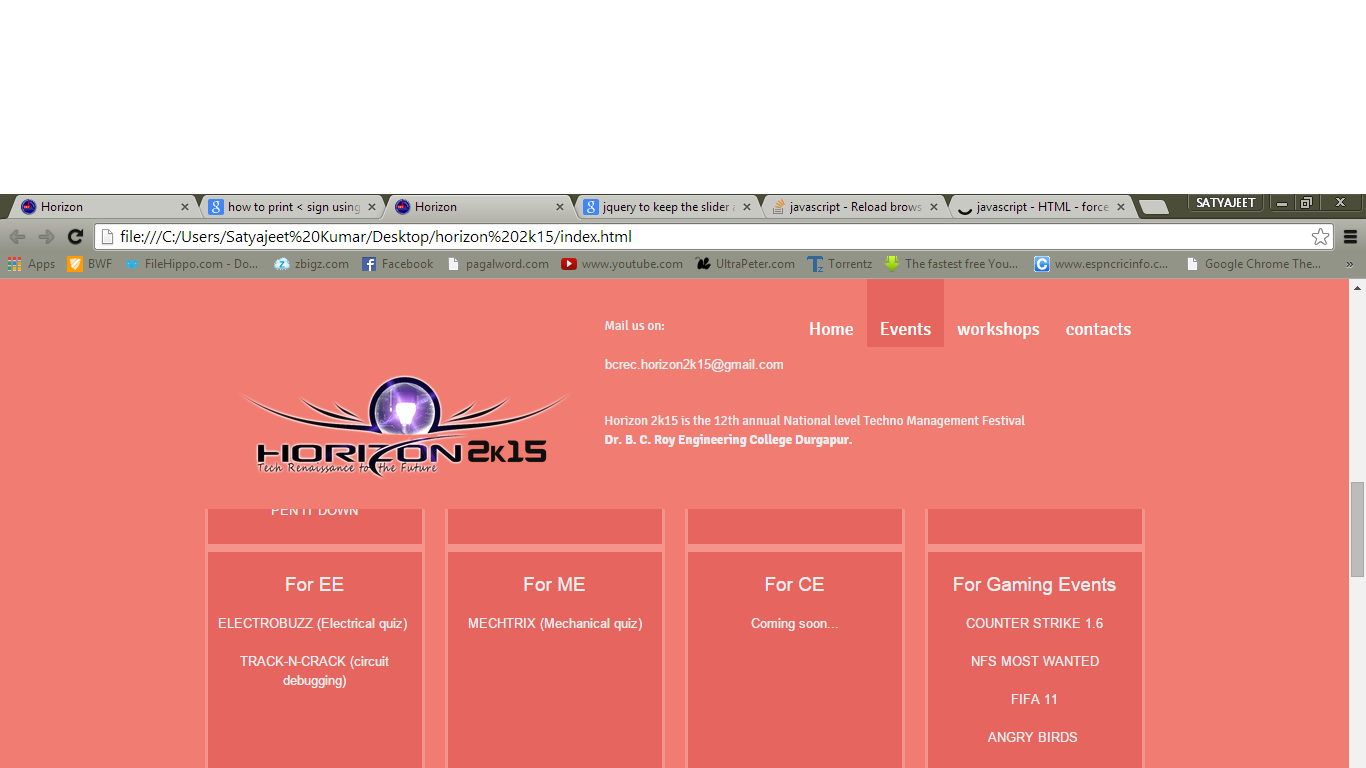 Horizon
how to print < sign using
Horizon
jquery to keep the slider a
javascript - Reload brows
javascript - HTML - force
SATYAJEET
file:///C:/Users/Satyajeet%20Kumar/Desktop/horizon%202k15/index.html
Apps BWF FileHippo.com - Do... zbigz.com Facebook pagalword.com www.youtube.com UltraPeter.com Torrentz The fastest free You... www.espncricinfo.c... Google Chrome The... »
Mail us on:
Home Events workshops contacts
bcrec.horizon2k15@gmail.com
Horizon 2k15 is the 12th annual National level Techno Management Festival
Dr. B. C. Roy Engineering College Durgapur.
HORIZON 2K15
Tech Renaissance to the Future
PEN IT DOWN
For EE
ELECTROBUZZ (Electrical quiz)
TRACK-N-CRACK (circuit
debugging)
For ME
MECHTRIX (Mechanical quiz)
For CE
Coming soon...
For Gaming Events
COUNTER STRIKE 1.6
NFS MOST WANTED
FIFA 11
ANGRY BIRDS